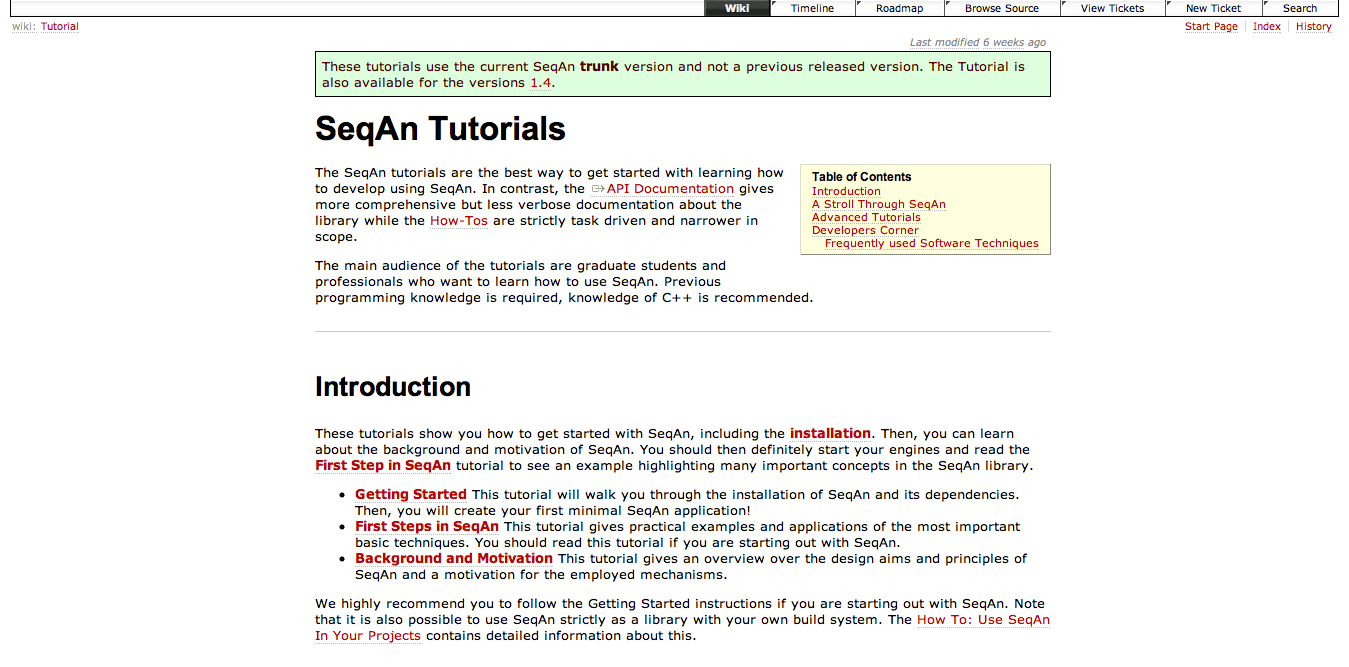 Wiki Timeline Roadmap Browse Source View Tickets New Ticket Search
wiki: Tutorial
Start Page Index History
Last modified 6 weeks ago
These tutorials use the current SeqAn trunk version and not a previous released version. The Tutorial is
also available for the versions 1.4.
SeqAn Tutorials
The SeqAn tutorials are the best way to get started with learning how
to develop using SeqAn. In contrast, the API Documentation gives
more comprehensive but less verbose documentation about the
library while the How-Tos are strictly task driven and narrower in
scope.
Table of Contents
Introduction
A Stroll Through SeqAn
Advanced Tutorials
Developers Corner
Frequently used Software Techniques
The main audience of the tutorials are graduate students and
professionals who want to learn how to use SeqAn. Previous
programming knowledge is required, knowledge of C++ is recommended.
Introduction
These tutorials show you how to get started with SeqAn, including the installation. Then, you can learn
about the background and motivation of SeqAn. You should then definitely start your engines and read the
First Step in SeqAn tutorial to see an example highlighting many important concepts in the SeqAn library.
• Getting Started This tutorial will walk you through the installation of SeqAn and its dependencies.
Then, you will create your first minimal SeqAn application!
• First Steps in SeqAn This tutorial gives practical examples and applications of the most important
basic techniques. You should read this tutorial if you are starting out with SeqAn.
• Background and Motivation This tutorial gives an overview over the design aims and principles of
SeqAn and a motivation for the employed mechanisms.
We highly recommend you to follow the Getting Started instructions if you are starting out with SeqAn. Note
that it is also possible to use SeqAn strictly as a library with your own build system. The How To: Use SeqAn
In Your Projects contains detailed information about this.